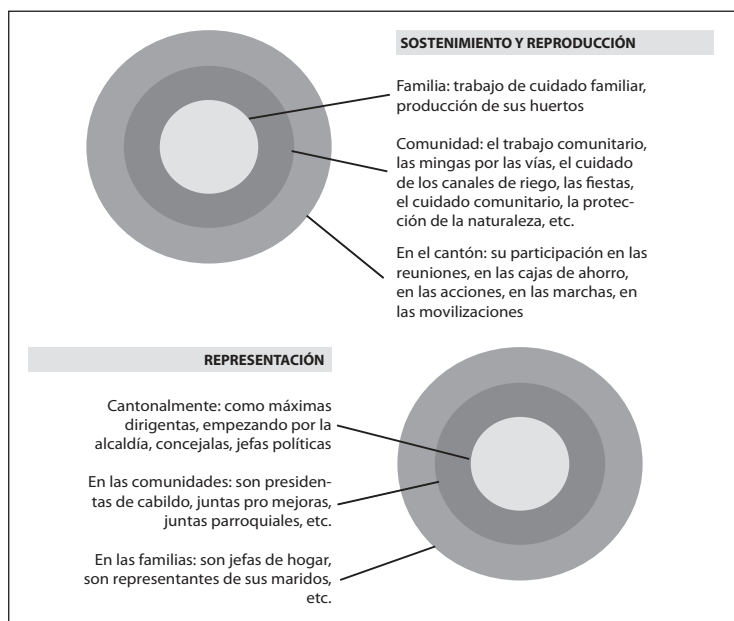 SOSTENIMIENTO Y REPRODUCCIÓN
Familia: trabajo de cuidado familiar,
producción de sus huertos
Comunidad: el trabajo comunitario,
las mingas por las vías, el cuidado
de los canales de riego, las fiestas,
el cuidado comunitario, la protec-
ción de la naturaleza, etc.
En el cantón: su participación en las
reuniones, en las cajas de ahorro,
en las acciones, en las marchas, en
las movilizaciones
REPRESENTACIÓN
Cantonalmente: como máximas
dirigentas, empezando por la
alcaldía, concejalas, jefas políticas
En las comunidades: son presiden-
tas de cabildo, juntas pro mejoras,
juntas parroquiales, etc.
En las familias: son jefas de hogar,
son representantes de sus maridos,
etc.